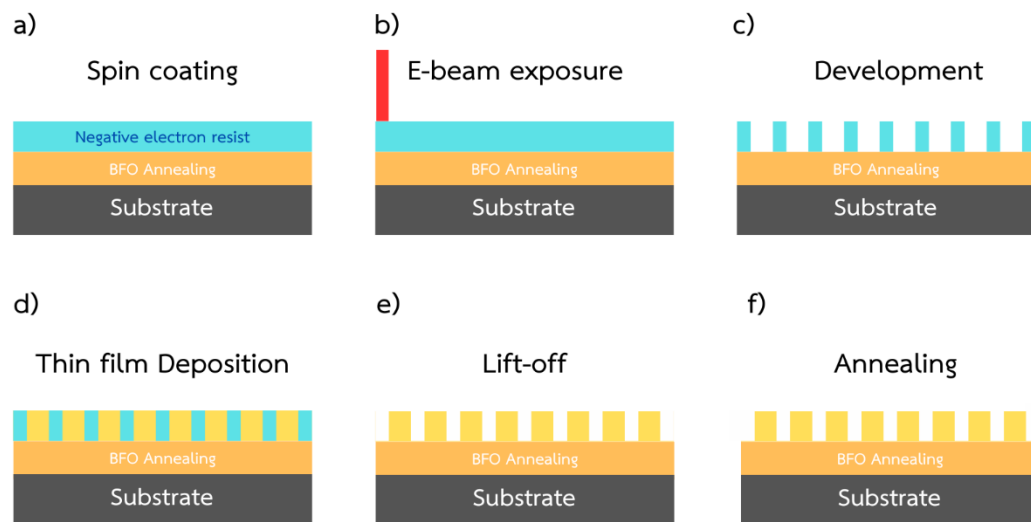 a)
Spin coating
Negative electron resist
BFO Annealing
Substrate
b)
E-beam exposure
BFO Annealing
Substrate
c)
Development
BFO Annealing
Substrate
d)
Thin film Deposition
BFO Annealing
Substrate
e)
Lift-off
BFO Annealing
Substrate
f)
Annealing
BFO Annealing
Substrate